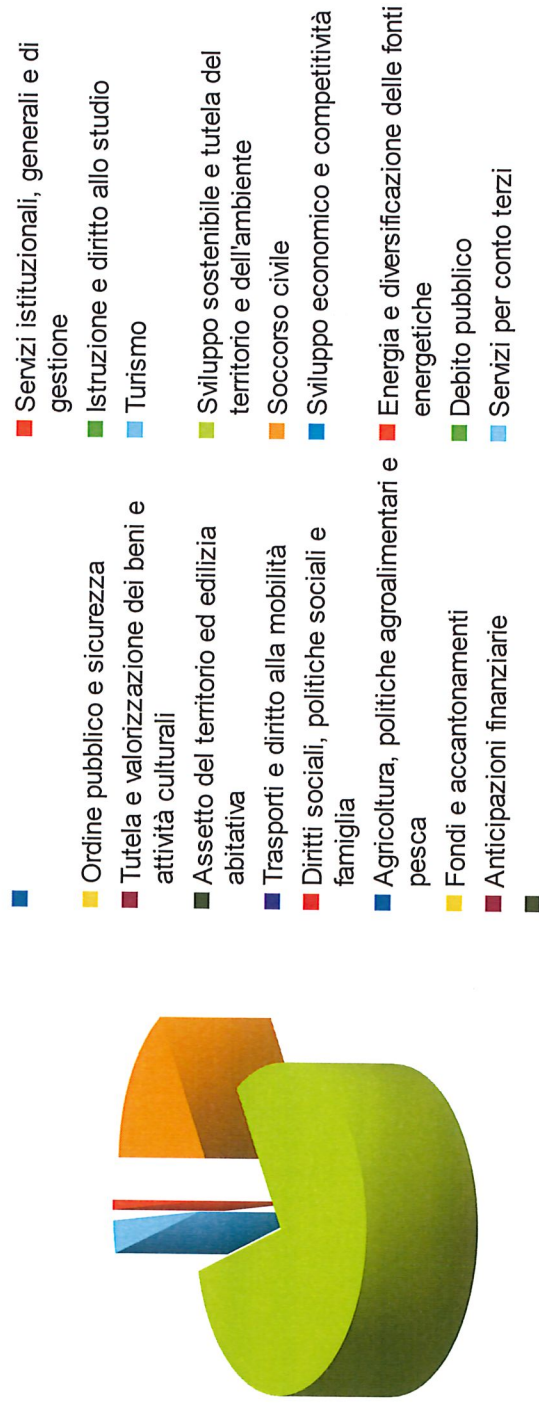 Ordine pubblico e sicurezza
Tutela e valorizzazione dei beni e
attività culturali
Assetto del territorio ed edilizia
abitativa
Trasporti e diritto alla mobilità
Diritti sociali, politiche sociali e
famiglia
Agricoltura, politiche agroalimentari e
pesca
Fondi e accantonamenti
Anticipazioni finanziarie
Servizi istituzionali, generali e di
gestione
Istruzione e diritto allo studio
Turismo
Sviluppo sostenibile e tutela del
territorio e dell'ambiente
Soccorso civile
Sviluppo economico e competitività
Energia e diversificazione delle fonti
energetiche
Debito pubblico
Servizi per conto terzi